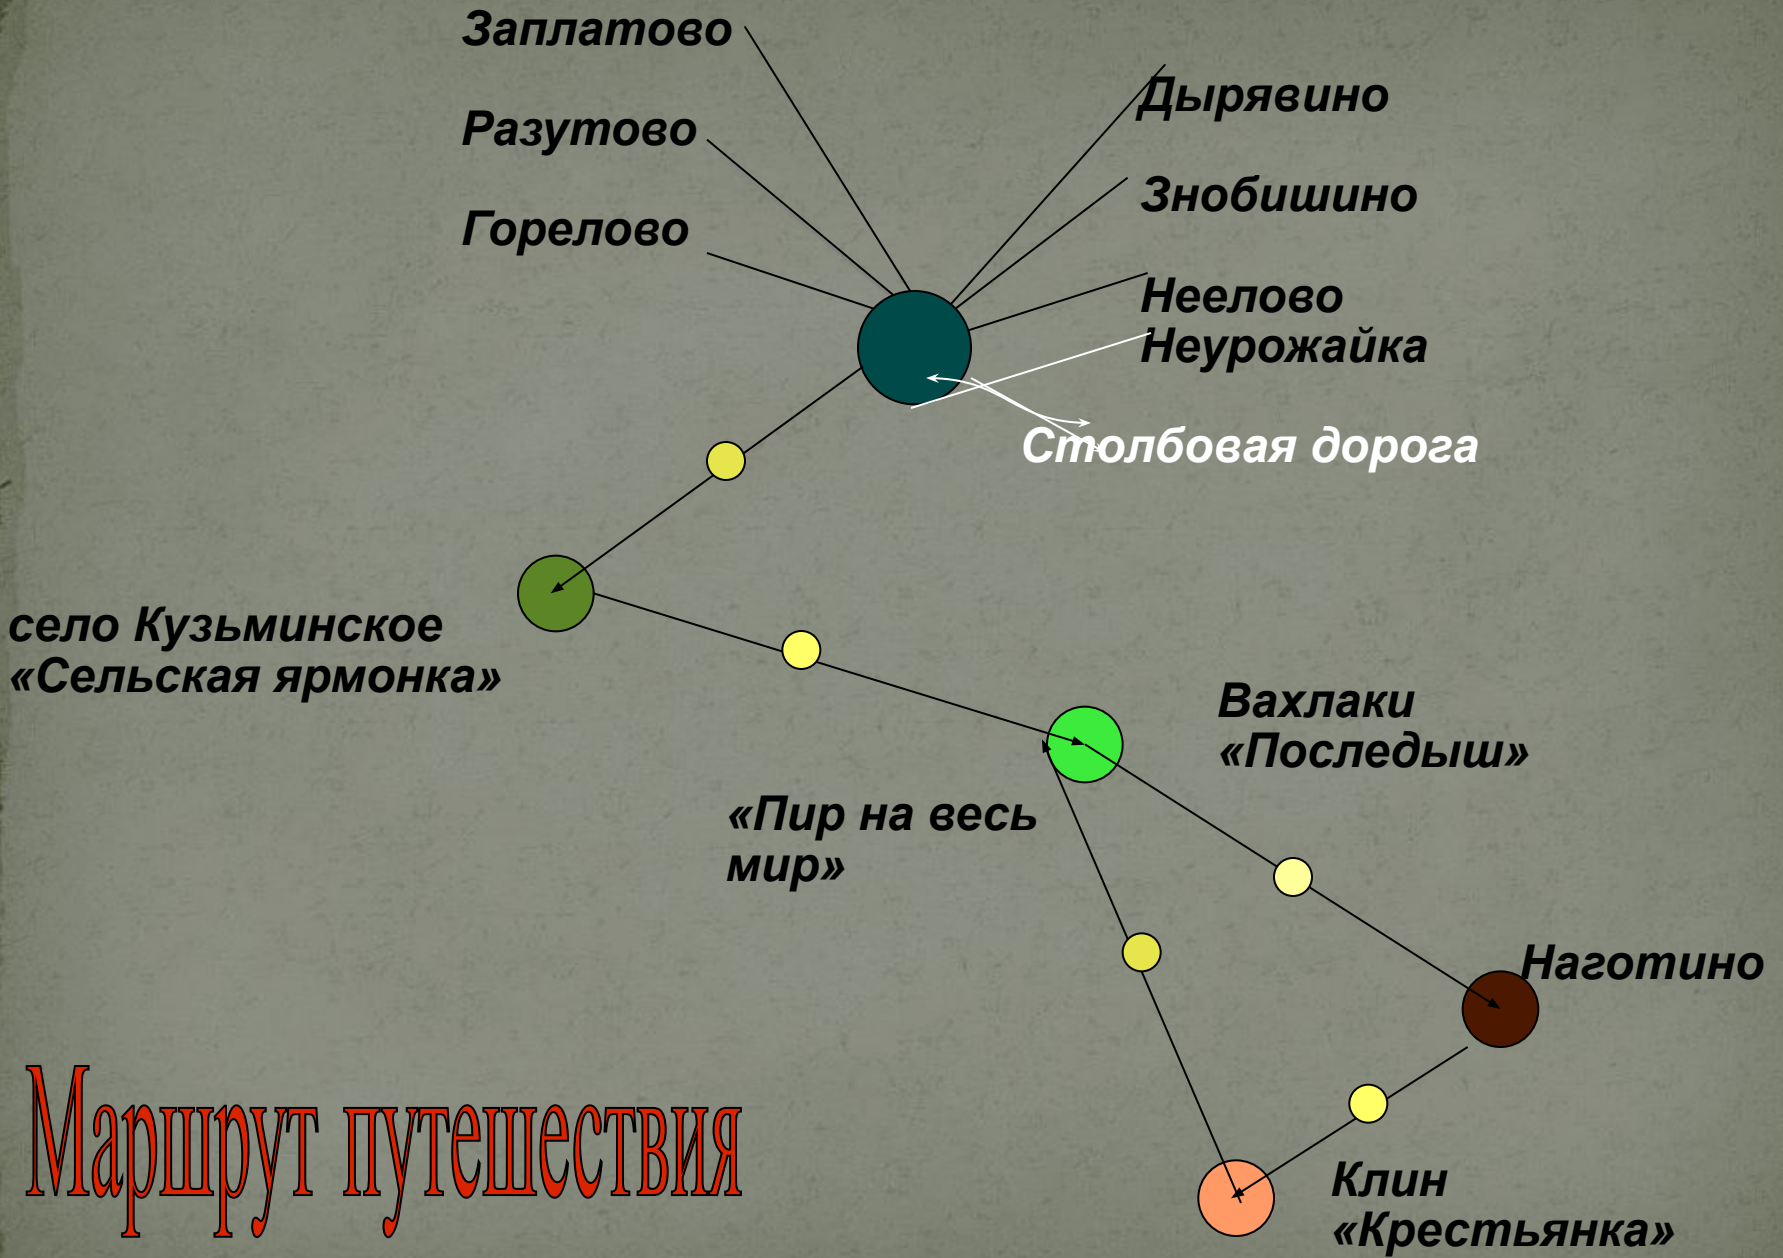 Заплатово
Разутово
Горелово
Дырявино
Знобишино
Неелово
Неурожайка
Столбовая дорога
село Кузьминское
«Сельская ярмонка»
Вахлаки
«Последыш»
«Пир на весь
мир»
Наготино
Клин
«Крестьянка»
Маршрут путешествия